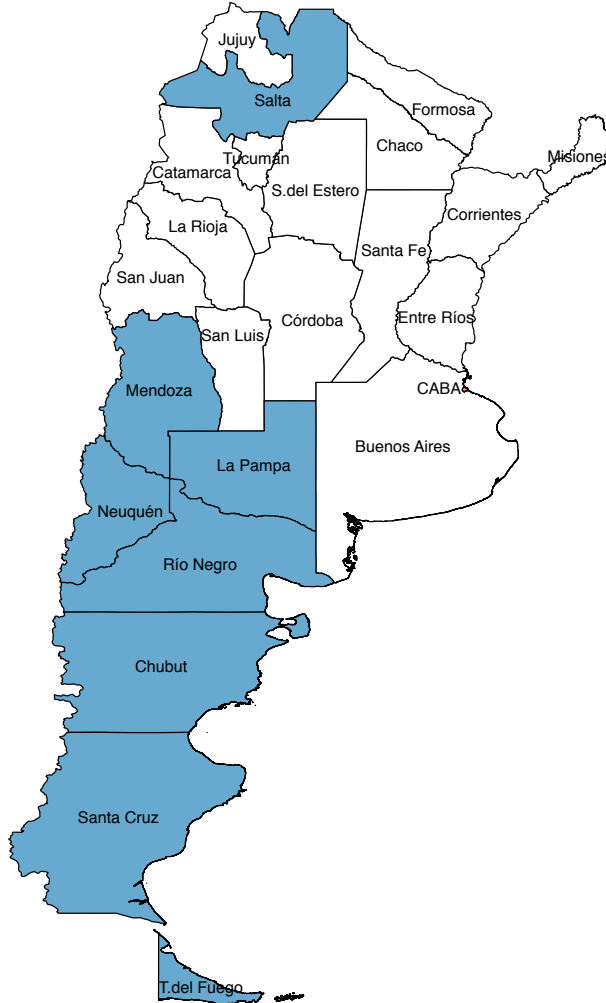 Jujuy
Salta
Formosa
Chaco
Misiones
Tucumán
Catamarca
S.del Estero
Corrientes
La Rioja
Santa Fe
San Juan
Entre Ríos
Córdoba
San Luis
CABA
Mendoza
Buenos Aires
La Pampa
Neuquén
Río Negro
Chubut
Santa Cruz
T.del Fuego